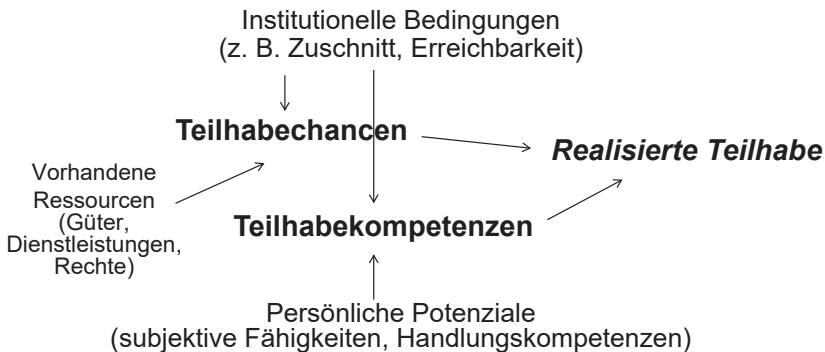 Institutionelle Bedingungen
(z. B. Zuschnitt, Erreichbarkeit)
Teilhabechancen
Realisierte Teilhabe
Vorhandene
Ressourcen
(Güter,
Dienstleistungen,
Rechte)
Teilhabekompetenzen
Persönliche Potenziale
(subjektive Fähigkeiten, Handlungskompetenzen)